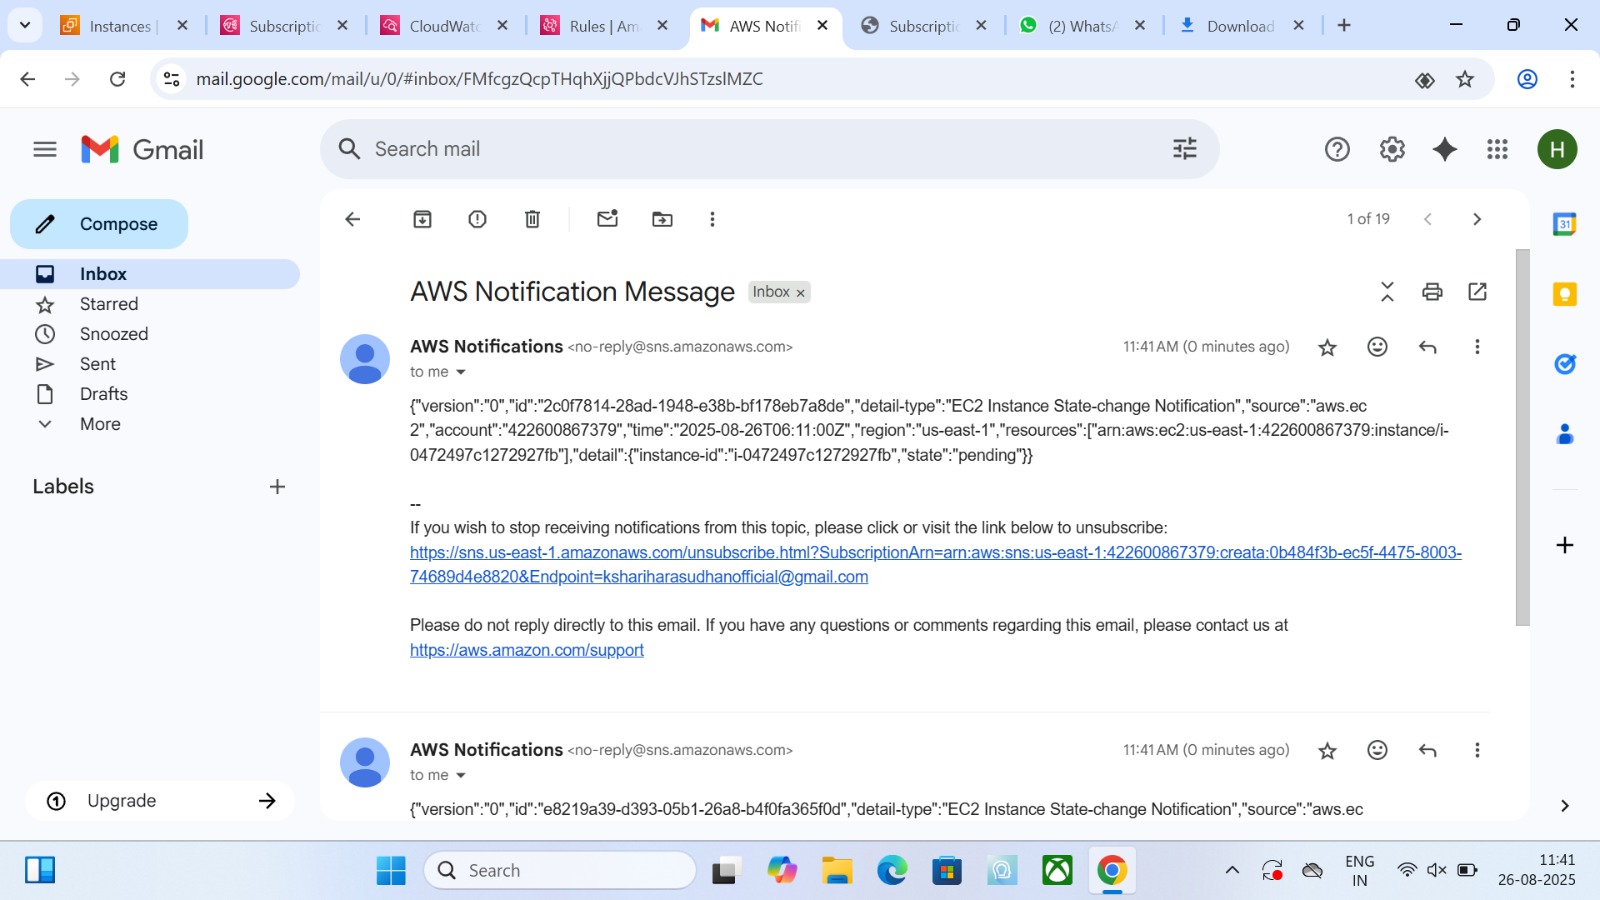 Instances |
Subscriptic
CloudWatc
Rules | Am
AWS Notifi
Subscriptic
(2) WhatsA
Download
mail.google.com/mail/u/0/#inbox/FMfcgzQcpTHqhXjjQPbdcVJhSTzslMZC
Gmail
Search mail
H
Compose
1 of 19
31
Inbox
Starred
Snoozed
Sent
Drafts
More
Labels
AWS Notification Message Inbox x
AWS Notifications <no-reply@sns.amazonaws.com> 11:41 AM (0 minutes ago)
to me
{"version":"0","id":"2c0f7814-28ad-1948-e38b-bf178eb7a8de","detail-type":"EC2 Instance State-change Notification","source":"aws.ec
2","account":"422600867379","time":"2025-08-26T06:11:00Z","region":"us-east-1","resources":["arn:aws:ec2:us-east-1:422600867379:instance/i-
0472497c1272927fb"],"detail":{"instance-id":"i-0472497c1272927fb","state":"pending"}}
--
If you wish to stop receiving notifications from this topic, please click or visit the link below to unsubscribe:
https://sns.us-east-1.amazonaws.com/unsubscribe.html?SubscriptionArn=arn:aws:sns:us-east-1:422600867379:creata:0b484f3b-ec5f-4475-8003-
74689d4e8820&Endpoint=kshariharasudhanofficial@gmail.com
Please do not reply directly to this email. If you have any questions or comments regarding this email, please contact us at
https://aws.amazon.com/support
AWS Notifications <no-reply@sns.amazonaws.com> 11:41 AM (0 minutes ago)
to me
{"version":"0","id":"e8219a39-d393-05b1-26a8-b4f0fa365f0d","detail-type":"EC2 Instance State-change Notification","source":"aws.ec
Upgrade
Search
ENG
IN
11:41
26-08-2025